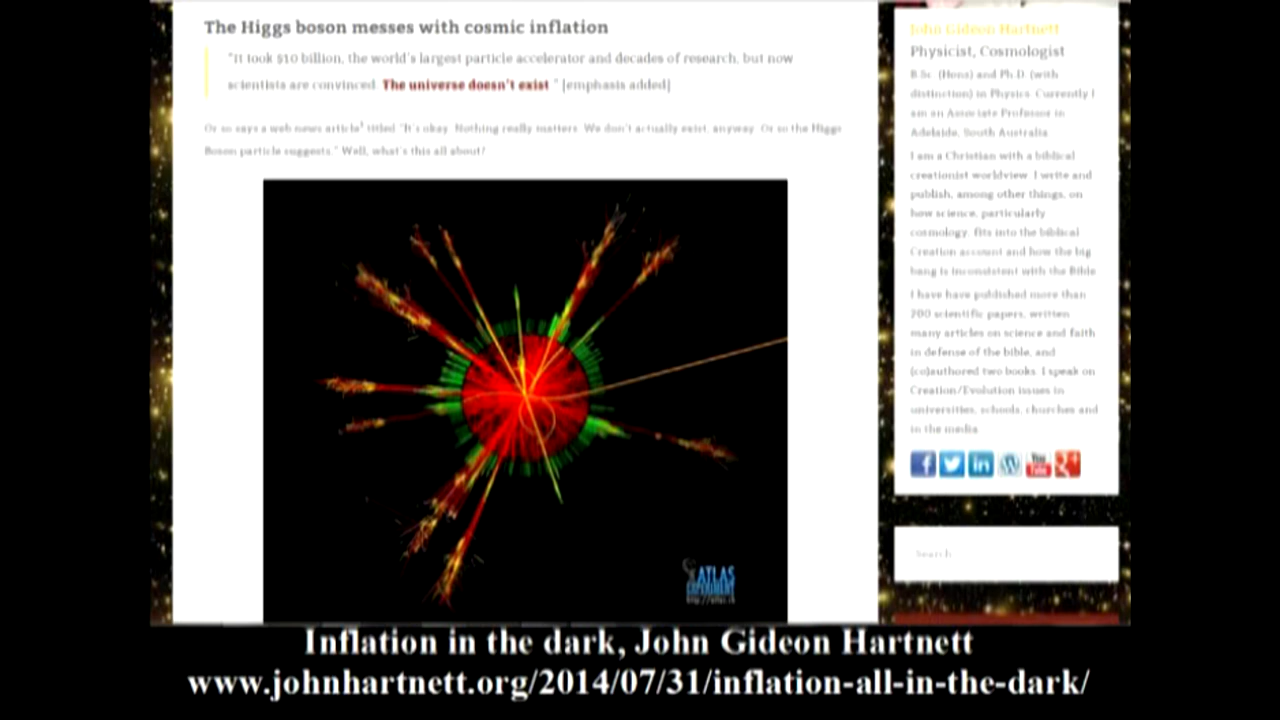 The Higgs boson messes with cosmic inflation
"It took $10 billion, the world's largest particle accelerator and decades of research, but now
scientists are convinced. The universe doesn't exist." [emphasis added]
Or so says a web news article¹ titled "It's okay. Nothing really matters. We don't actually exist, anyway. Or so the Higgs
Boson particle suggests." Well, what's this all about?
ATLAS
EXPERIMENT
John Gideon Hartnett
Physicist, Cosmologist
B.Sc. (Hons) and Ph.D. (with
distinction) in Physics. Currently I
am an Associate Professor in
Adelaide, South Australia
I am a Christian with a biblical
creationist worldview. I write and
publish, among other things, on
how science, particularly
cosmology, fits into the biblical
Creation account and how the big
bang is inconsistent with the Bible
I have have published more than
200 scientific papers, written
many articles on science and faith
in defense of the bible, and
(co)authored two books. I speak on
Creation/Evolution issues in
universities, schools, churches and
in the media
You
Tube
Search
Inflation in the dark, John Gideon Hartnett
www.johnhartnett.org/2014/07/31/inflation-all-in-the-dark/